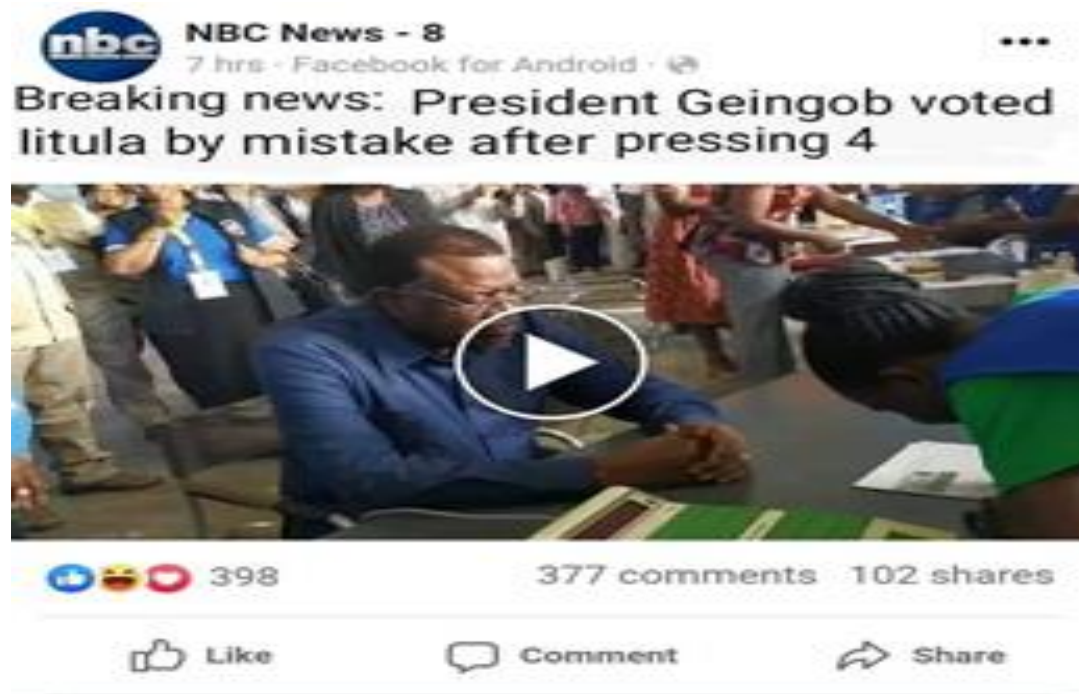 nbc
NBC News - 8
7 hrs · Facebook for Android ·
Breaking news: President Geingob voted
Iitula by mistake after pressing 4
398
377 comments 102 shares
Like Comment Share